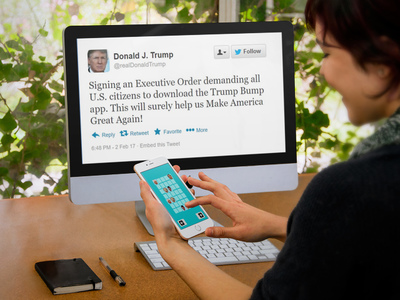 Donald J. Trump
@realDonaldTrump
Follow
Signing an Executive Order demanding all
U.S. citizens to download the Trump Bump
app. This will surely help us Make America
Great Again!
Reply Retweet Favorite More
6:48 PM - 2 Feb 17 · Embed this Tweet